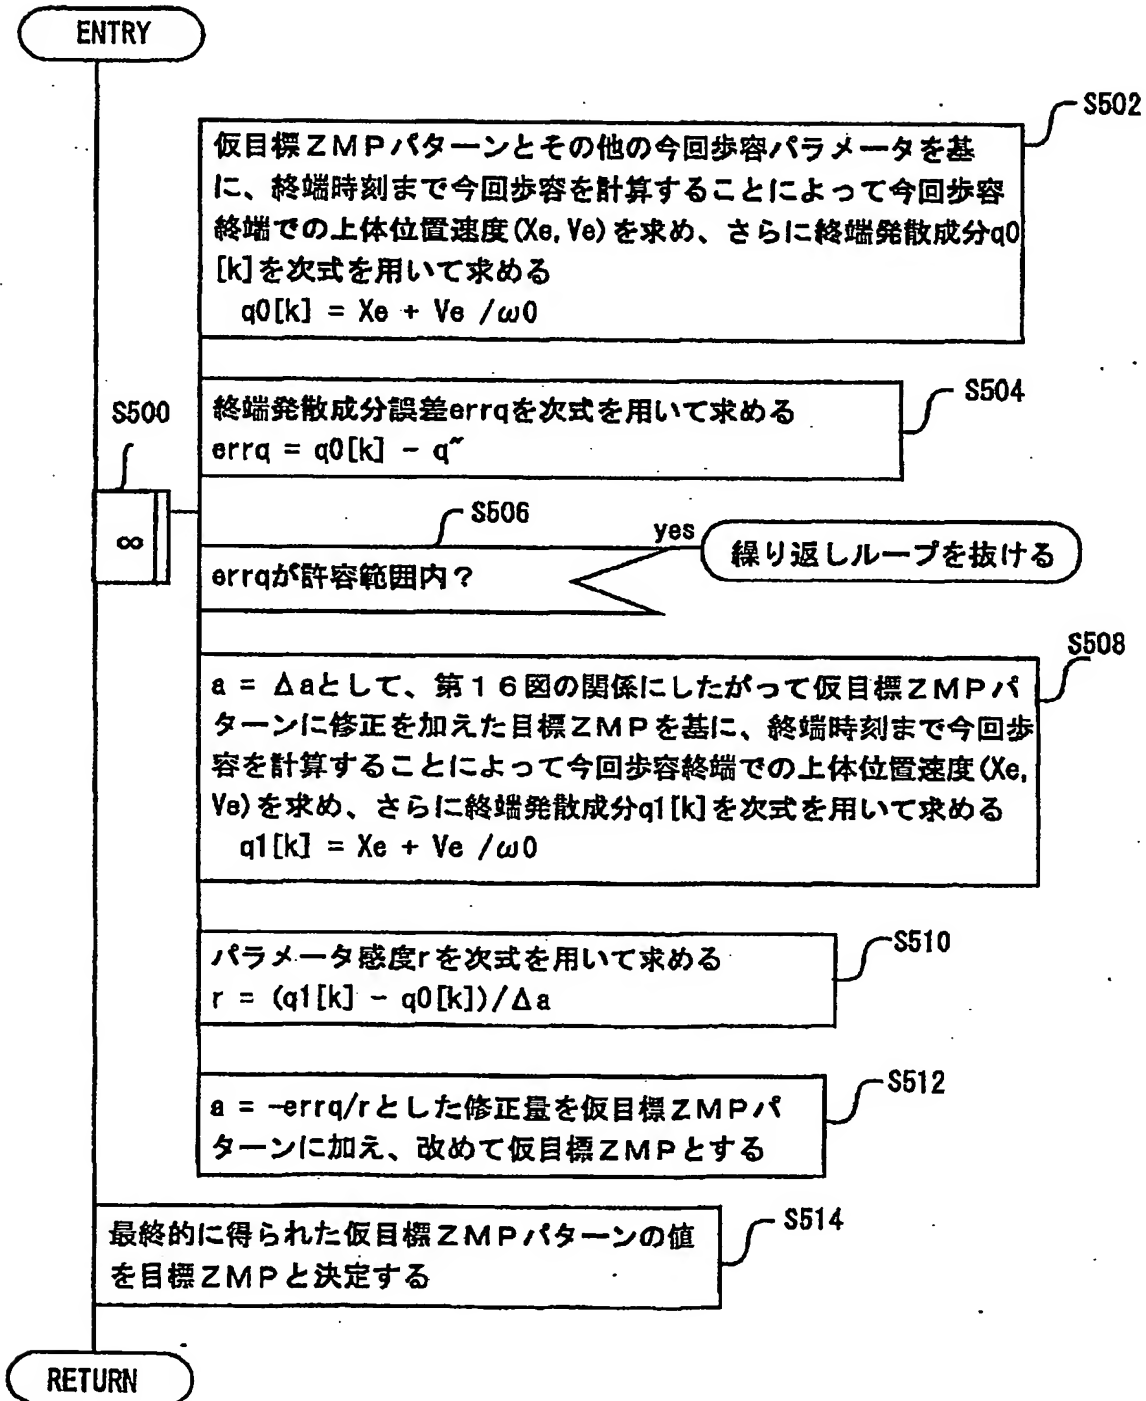 ENTRY
S502
仮目標ZMPパターンとその他の今回歩容パラメータを基
に、終端時刻まで今回歩容を計算することによって今回歩容
終端での上体位置速度(Xe, Ve)を求め、さらに終端発散成分q0
[k]を次式を用いて求める
q0[k] = Xe + Ve /ω0
S504
終端発散成分誤差errqを次式を用いて求める
errq = q0[k] - q~
S500
∞
S506
errqが許容範囲内？
yes
繰り返しループを抜ける
S508
a = Δaとして、第１６図の関係にしたがって仮目標ZMPパ
ターンに修正を加えた目標ZMPを基に、終端時刻まで今回歩
容を計算することによって今回歩容終端での上体位置速度(Xe,
Ve)を求め、さらに終端発散成分q1[k]を次式を用いて求める
q1[k] = Xe + Ve /ω0
S510
パラメータ感度rを次式を用いて求める
r = (q1[k] - q0[k])/Δa
S512
a = -errq/rとした修正量を仮目標ZMPパ
ターンに加え、改めて仮目標ZMPとする
S514
最終的に得られた仮目標ZMPパターンの値
を目標ZMPと決定する
RETURN